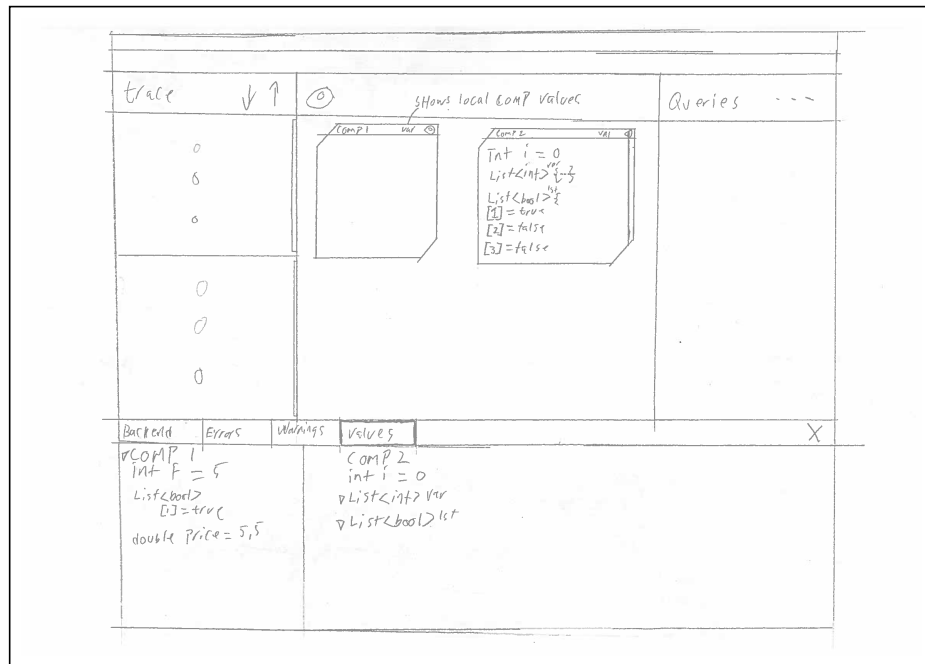 trace ↓ ↑
Shows local comp values
Queries ---
Comp 1 var
Comp 2 var
Int i = 0
List<int> var {--}
List<bool> lst {
[1] = true
[2] = false
[3] = false
Backend Errors Warnings Values X
▿ COMP 1
int F = 5
List<bool>
[i] = true
double Price = 5,5
COMP 2
int i = 0
▿ List<int> var
▿ List<bool> lst